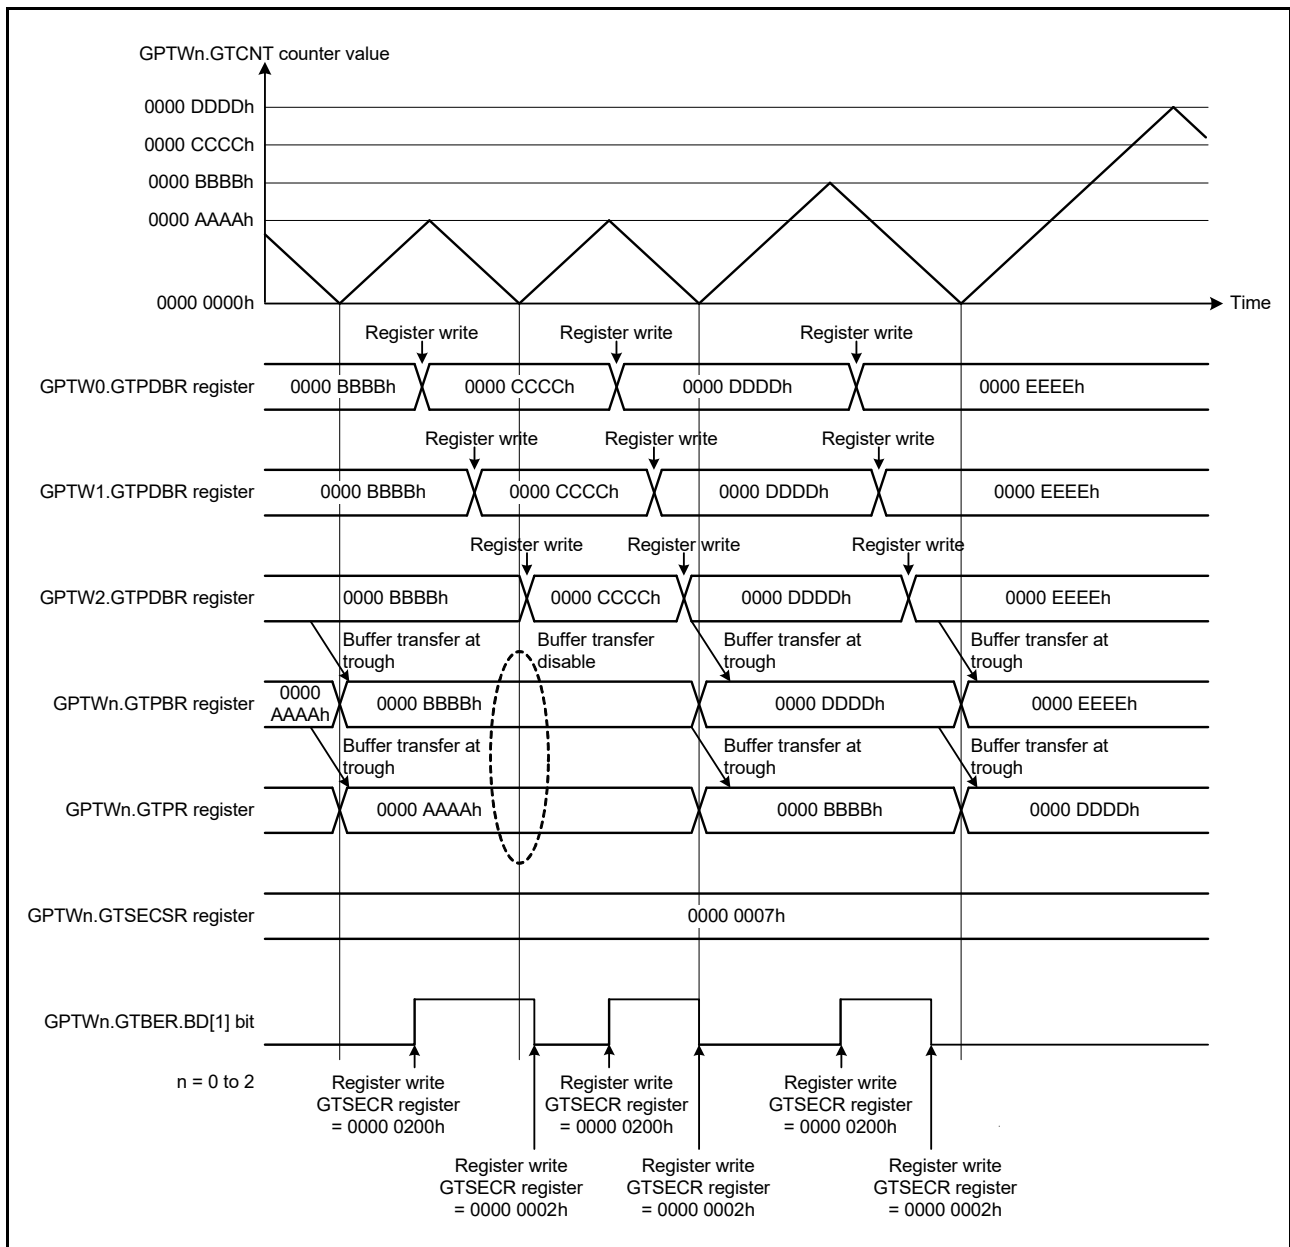 GPTWn.GTCNT counter value
0000 DDDDh
0000 CCCCh
0000 BBBBh
0000 AAAAh
0000 0000h
Time
Register write Register write Register write
GPTW0.GTPDBR register 0000 BBBBh 0000 CCCCh 0000 DDDDh 0000 EEEEh
Register write Register write Register write
GPTW1.GTPDBR register 0000 BBBBh 0000 CCCCh 0000 DDDDh 0000 EEEEh
Register write Register write Register write
GPTW2.GTPDBR register 0000 BBBBh 0000 CCCCh 0000 DDDDh 0000 EEEEh
Buffer transfer at
trough
Buffer transfer
disable
Buffer transfer at
trough
Buffer transfer at
trough
GPTWn.GTPBR register
0000
AAAAh
0000 BBBBh 0000 DDDDh 0000 EEEEh
Buffer transfer at
trough
Buffer transfer at
trough
Buffer transfer at
trough
GPTWn.GTPR register 0000 AAAAh 0000 BBBBh 0000 DDDDh
GPTWn.GTSECSR register 0000 0007h
GPTWn.GTBER.BD[1] bit
n = 0 to 2
Register write
GTSECR register
= 0000 0200h
Register write
GTSECR register
= 0000 0200h
Register write
GTSECR register
= 0000 0200h
Register write
GTSECR register
= 0000 0002h
Register write
GTSECR register
= 0000 0002h
Register write
GTSECR register
= 0000 0002h